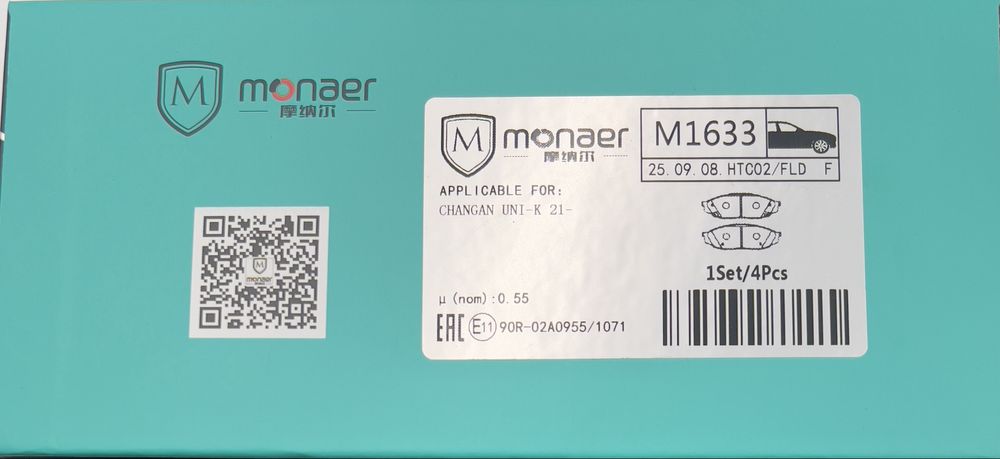 M monaer
摩纳尔
M monaer
摩纳尔
M1633
25.09.08.HTC02/FLD F
APPLICABLE FOR:
CHANGAN UNI-K 21-
1Set/4Pcs
μ(nom):0.55
EAC E11 90R-02A0955/1071
M
monaer